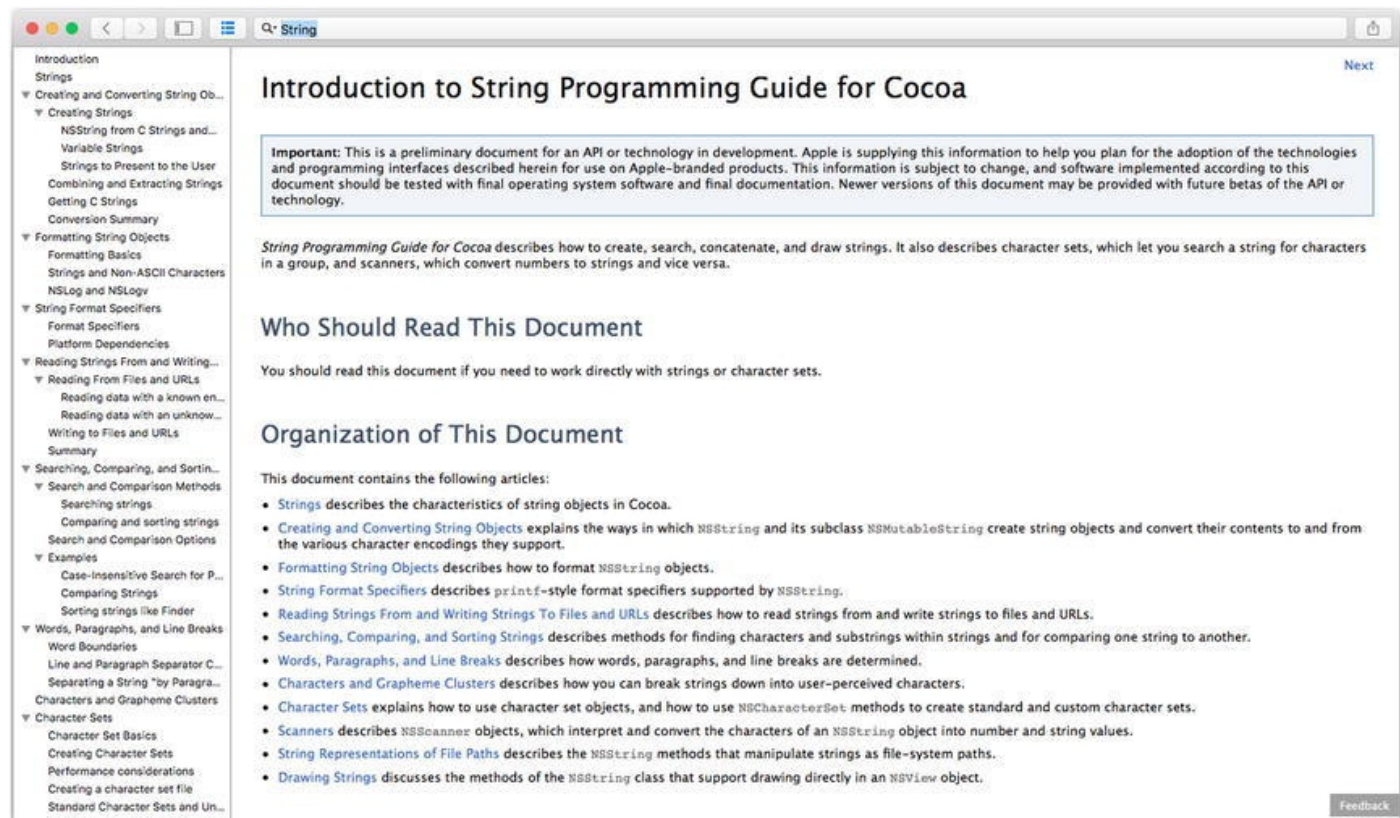 String
Introduction
Strings
Creating and Converting String Ob...
Creating Strings
NSString from C Strings and...
Variable Strings
Strings to Present to the User
Combining and Extracting Strings
Getting C Strings
Conversion Summary
Formatting String Objects
Formatting Basics
Strings and Non-ASCII Characters
NSLog and NSLogv
String Format Specifiers
Format Specifiers
Platform Dependencies
Reading Strings From and Writing...
Reading From Files and URLs
Reading data with a known en...
Reading data with an unknow...
Writing to Files and URLs
Summary
Searching, Comparing, and Sortin...
Search and Comparison Methods
Searching strings
Comparing and sorting strings
Search and Comparison Options
Examples
Case-Insensitive Search for P...
Comparing Strings
Sorting strings like Finder
Words, Paragraphs, and Line Breaks
Word Boundaries
Line and Paragraph Separator C...
Separating a String "by Paragra...
Characters and Grapheme Clusters
Character Sets
Character Set Basics
Creating Character Sets
Performance considerations
Creating a character set file
Standard Character Sets and Un...
Next
Introduction to String Programming Guide for Cocoa
Important: This is a preliminary document for an API or technology in development. Apple is supplying this information to help you plan for the adoption of the technologies
and programming interfaces described herein for use on Apple-branded products. This information is subject to change, and software implemented according to this
document should be tested with final operating system software and final documentation. Newer versions of this document may be provided with future betas of the API or
technology.
String Programming Guide for Cocoa describes how to create, search, concatenate, and draw strings. It also describes character sets, which let you search a string for characters
in a group, and scanners, which convert numbers to strings and vice versa.
Who Should Read This Document
You should read this document if you need to work directly with strings or character sets.
Organization of This Document
This document contains the following articles:
• Strings describes the characteristics of string objects in Cocoa.
• Creating and Converting String Objects explains the ways in which NSString and its subclass NSMutableString create string objects and convert their contents to and from
the various character encodings they support.
• Formatting String Objects describes how to format NSString objects.
• String Format Specifiers describes printf-style format specifiers supported by NSString.
• Reading Strings From and Writing Strings To Files and URLs describes how to read strings from and write strings to files and URLs.
• Searching, Comparing, and Sorting Strings describes methods for finding characters and substrings within strings and for comparing one string to another.
• Words, Paragraphs, and Line Breaks describes how words, paragraphs, and line breaks are determined.
• Characters and Grapheme Clusters describes how you can break strings down into user-perceived characters.
• Character Sets explains how to use character set objects, and how to use NSCharacterSet methods to create standard and custom character sets.
• Scanners describes NSScanner objects, which interpret and convert the characters of an NSString object into number and string values.
• String Representations of File Paths describes the NSString methods that manipulate strings as file-system paths.
• Drawing Strings discusses the methods of the NSString class that support drawing directly in an NSView object.
Feedback